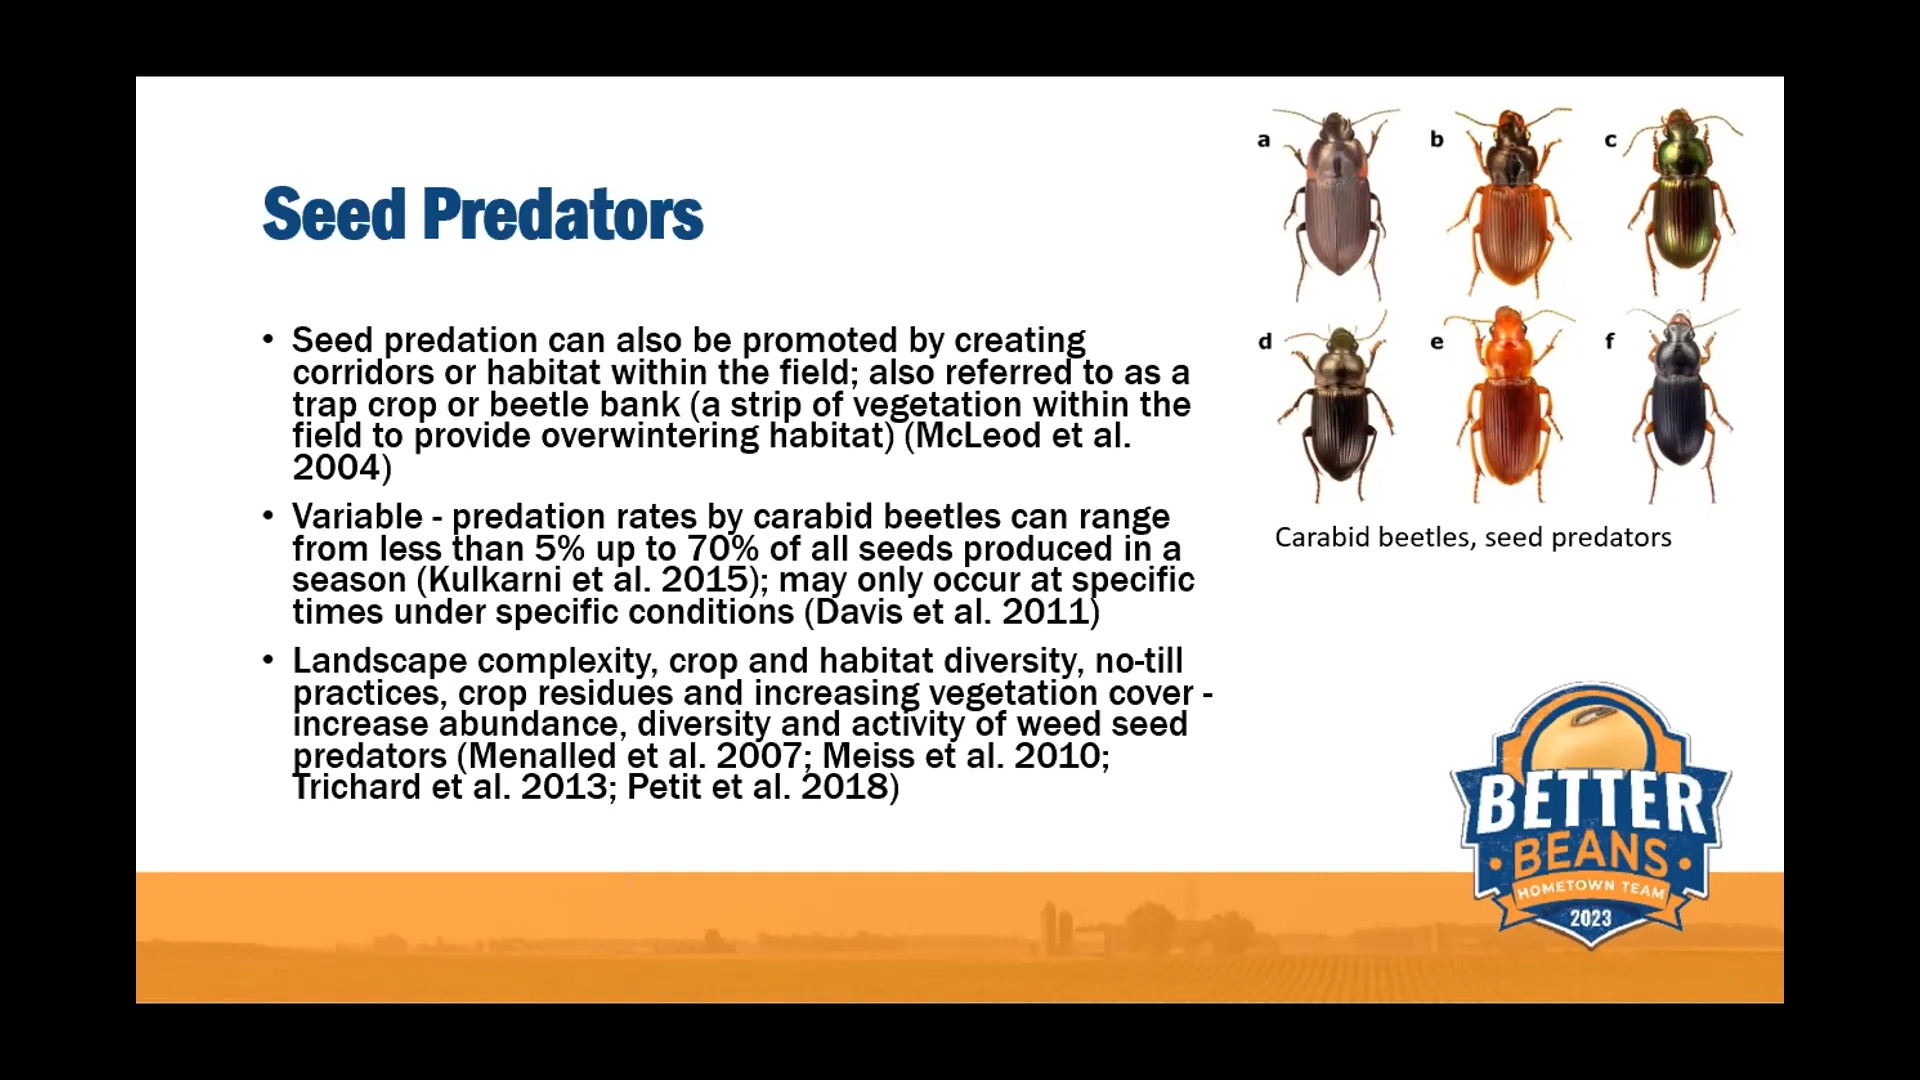 Seed Predators
• Seed predation can also be promoted by creating
corridors or habitat within the field; also referred to as a
trap crop or beetle bank (a strip of vegetation within the
field to provide overwintering habitat) (McLeod et al.
2004)
• Variable - predation rates by carabid beetles can range
from less than 5% up to 70% of all seeds produced in a
season (Kulkarni et al. 2015); may only occur at specific
times under specific conditions (Davis et al. 2011)
• Landscape complexity, crop and habitat diversity, no-till
practices, crop residues and increasing vegetation cover -
increase abundance, diversity and activity of weed seed
predators (Menalled et al. 2007; Meiss et al. 2010;
Trichard et al. 2013; Petit et al. 2018)
a b c
d e f
Carabid beetles, seed predators
BETTER
• BEANS •
HOMETOWN TEAM
2023